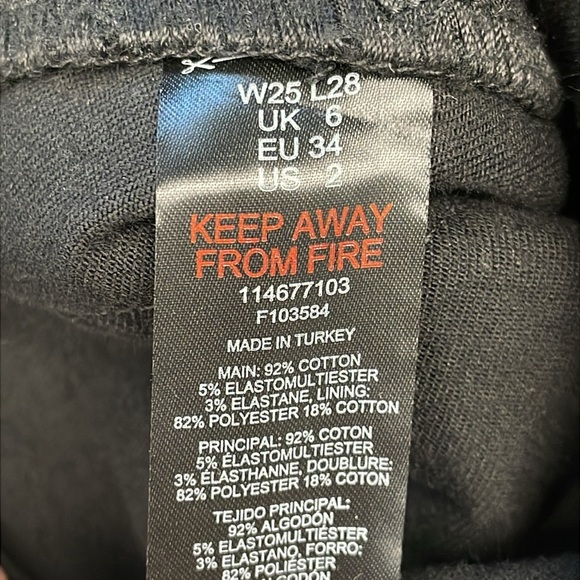 W25 L28
UK 6
EU 34
US 2
KEEP AWAY
FROM FIRE
114677103
F103584
MADE IN TURKEY
MAIN: 92% COTTON
5% ELASTOMULTIESTER
3% ELASTANE, LINING:
82% POLYESTER 18% COTTON
PRINCIPAL: 92% COTON
5% ÉLASTOMULTIESTER
3% ÉLASTHANNE, DOUBLURE:
82% POLYESTER 18% COTON
TEJIDO PRINCIPAL:
92% ALGODÓN
5% ELASTOMULTIESTER
3% ELASTANO, FORRO:
82% POLIÉSTER
ALGODÓN